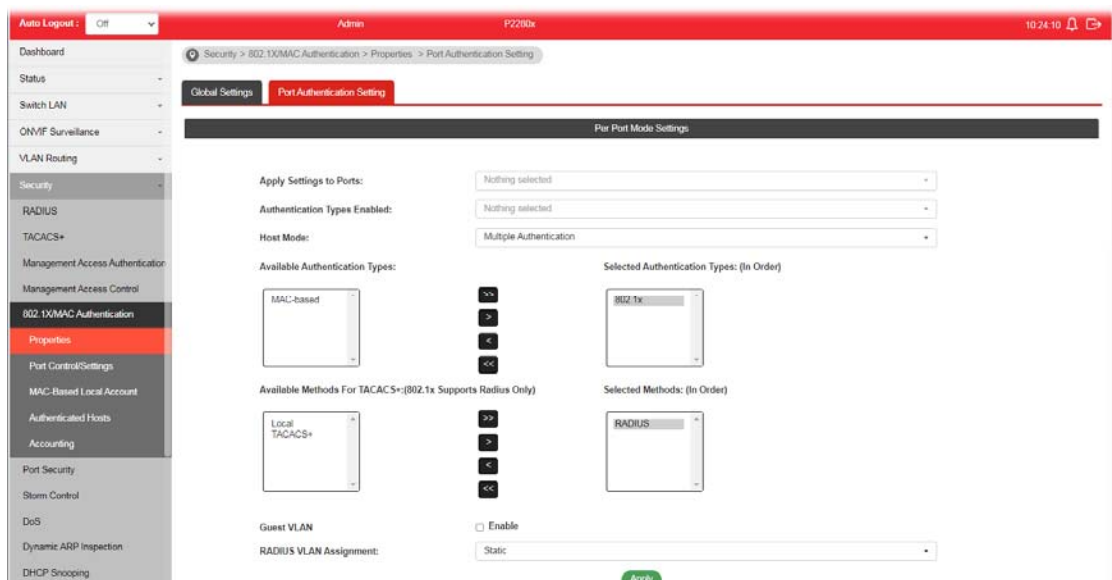 Auto Logout : Off Admin P2280x 10:24:10
Dashboard
Status
Switch LAN
ONVIF Surveillance
VLAN Routing
Security
RADIUS
TACACS+
Management Access Authentication
Management Access Control
802.1X/MAC Authentication
Properties
Port Control/Settings
MAC-Based Local Account
Authenticated Hosts
Accounting
Port Security
Storm Control
DoS
Dynamic ARP Inspection
DHCP Snooping
Security > 802.1X/MAC Authentication > Properties > Port Authentication Setting
Global Settings Port Authentication Setting
Per Port Mode Settings
Apply Settings to Ports: Nothing selected
Authentication Types Enabled: Nothing selected
Host Mode: Multiple Authentication
Available Authentication Types: Selected Authentication Types: (In Order)
MAC-based >> 802.1x
>
<
<<
Available Methods For TACACS+:(802.1x Supports Radius Only) Selected Methods: (In Order)
Local >> RADIUS
TACACS+
>
<
<<
Guest VLAN Enable
RADIUS VLAN Assignment: Static
Apply